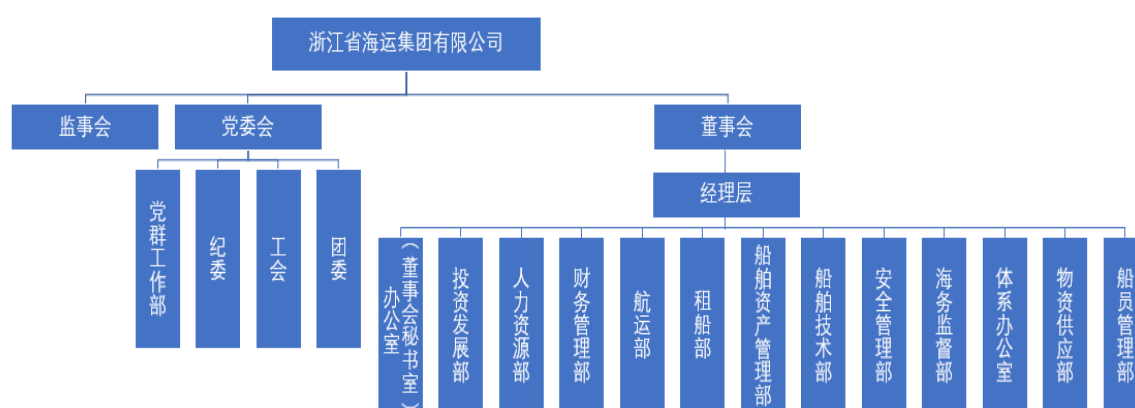 浙江省海运集团有限公司
监事会
党委会
董事会
经理层
党群工作部
纪委
工会
团委
办公室
（董事会秘书室）
投资发展部
人力资源部
财务管理部
航运部
租船部
船舶资产管理部
船舶技术部
安全管理部
海务监督部
体系办公室
物资供应部
船员管理部